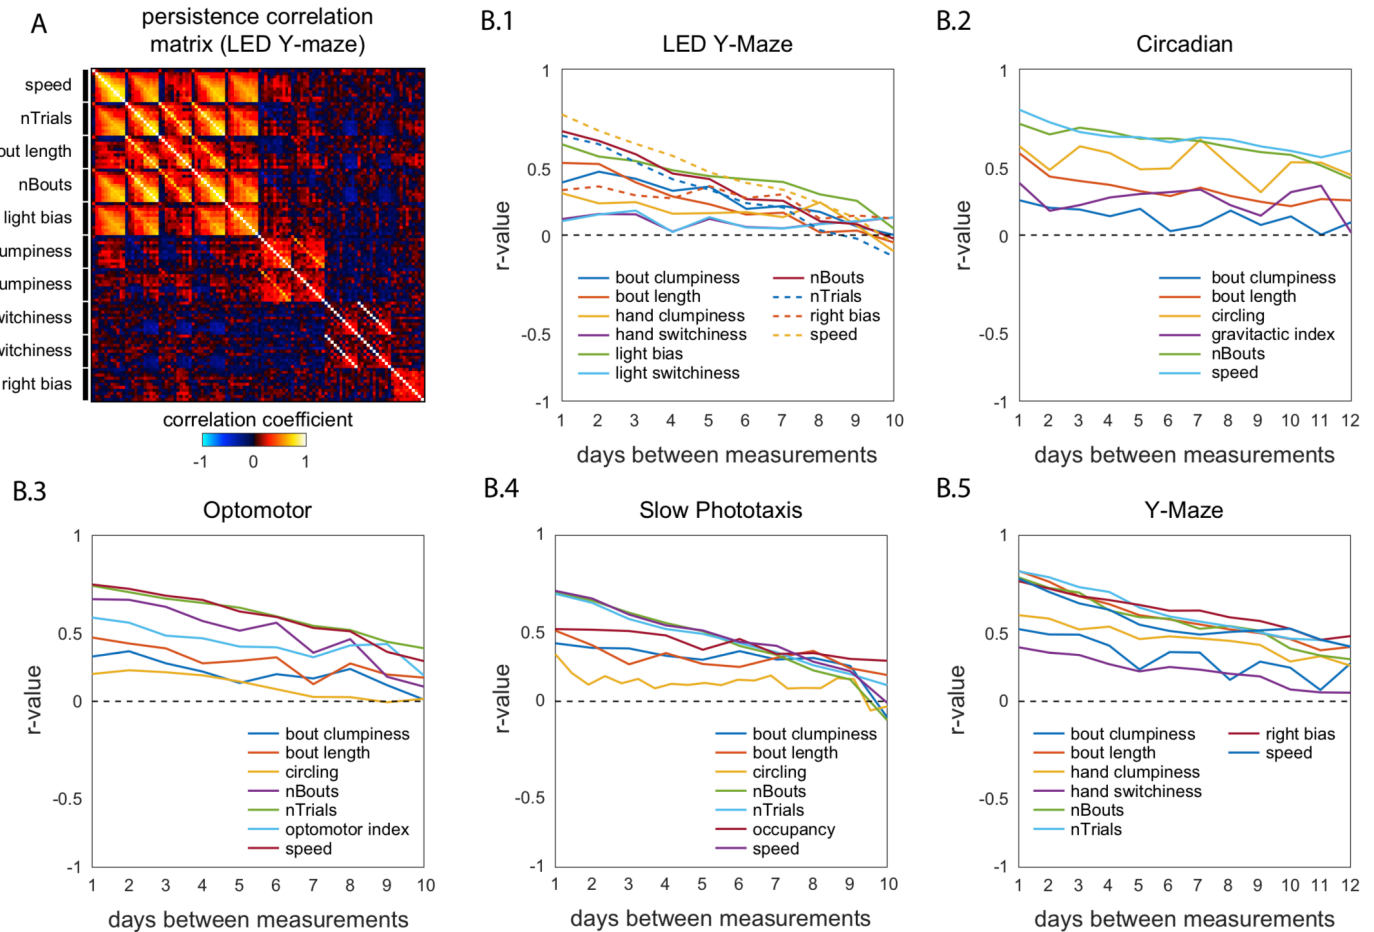 A
persistence correlation
matrix (LED Y-maze)
speed
nTrials
out length
nBouts
light bias
umpiness
umpiness
witchiness
witchiness
right bias
correlation coefficient
-1 0 1
B.1
LED Y-Maze
1
0.5
0
-0.5
-1
r-value
bout clumpiness
bout length
hand clumpiness
hand switchiness
light bias
light switchiness
nBouts
nTrials
right bias
speed
1 2 3 4 5 6 7 8 9 10
days between measurements
B.2
Circadian
1
0.5
0
-0.5
-1
r-value
bout clumpiness
bout length
circling
gravitactic index
nBouts
speed
1 2 3 4 5 6 7 8 9 10 11 12
days between measurements
B.3
Optomotor
1
0.5
0
-0.5
-1
r-value
bout clumpiness
bout length
circling
nBouts
nTrials
optomotor index
speed
1 2 3 4 5 6 7 8 9 10
days between measurements
B.4
Slow Phototaxis
1
0.5
0
-0.5
-1
r-value
bout clumpiness
bout length
circling
nBouts
nTrials
occupancy
speed
1 2 3 4 5 6 7 8 9 10
days between measurements
B.5
Y-Maze
1
0.5
0
-0.5
-1
r-value
bout clumpiness
bout length
hand clumpiness
hand switchiness
nBouts
nTrials
right bias
speed
1 2 3 4 5 6 7 8 9 10 11 12
days between measurements